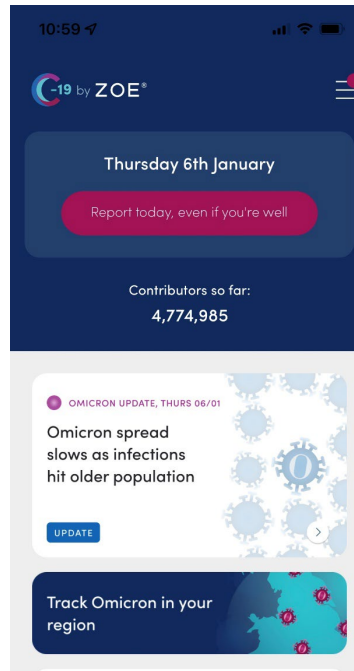 10:59
C-19 by ZOE®
Thursday 6th January
Report today, even if you're well
Contributors so far:
4,774,985
OMICRON UPDATE, THURS 06/01
Omicron spread
slows as infections
hit older population
UPDATE
Track Omicron in your
region